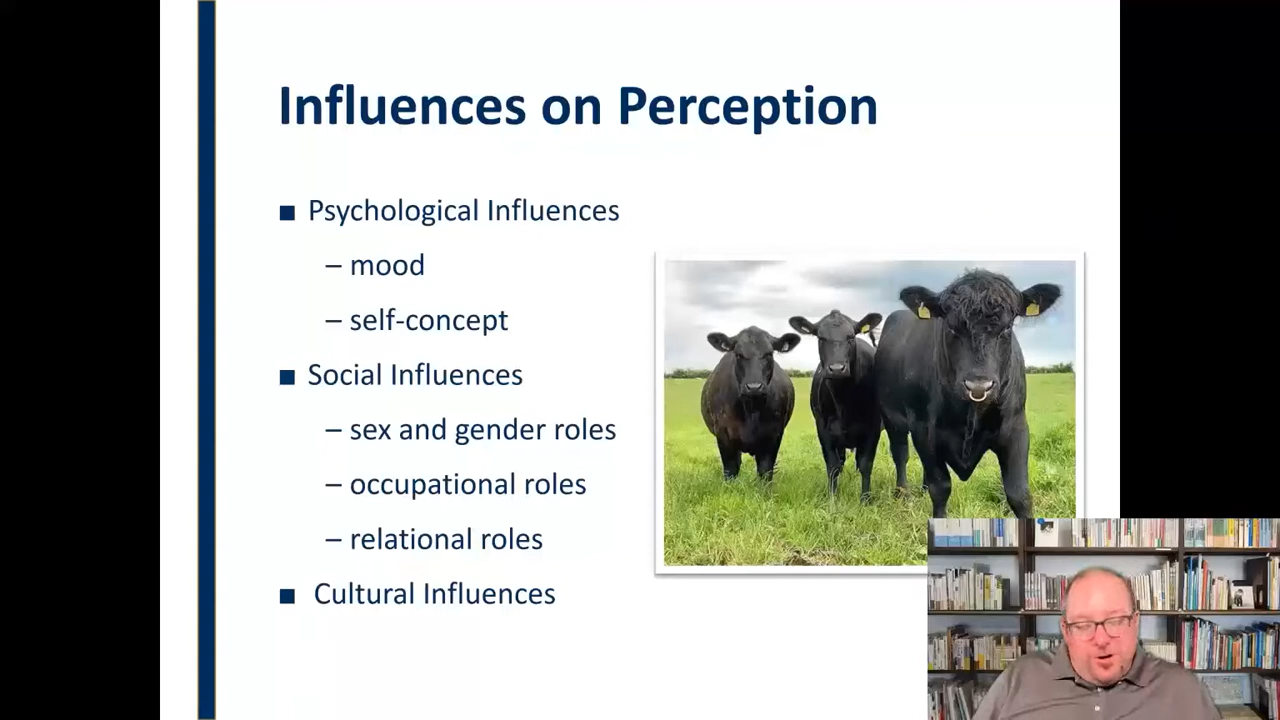 Influences on Perception
■ Psychological Influences
– mood
– self-concept
■ Social Influences
– sex and gender roles
– occupational roles
– relational roles
■ Cultural Influences